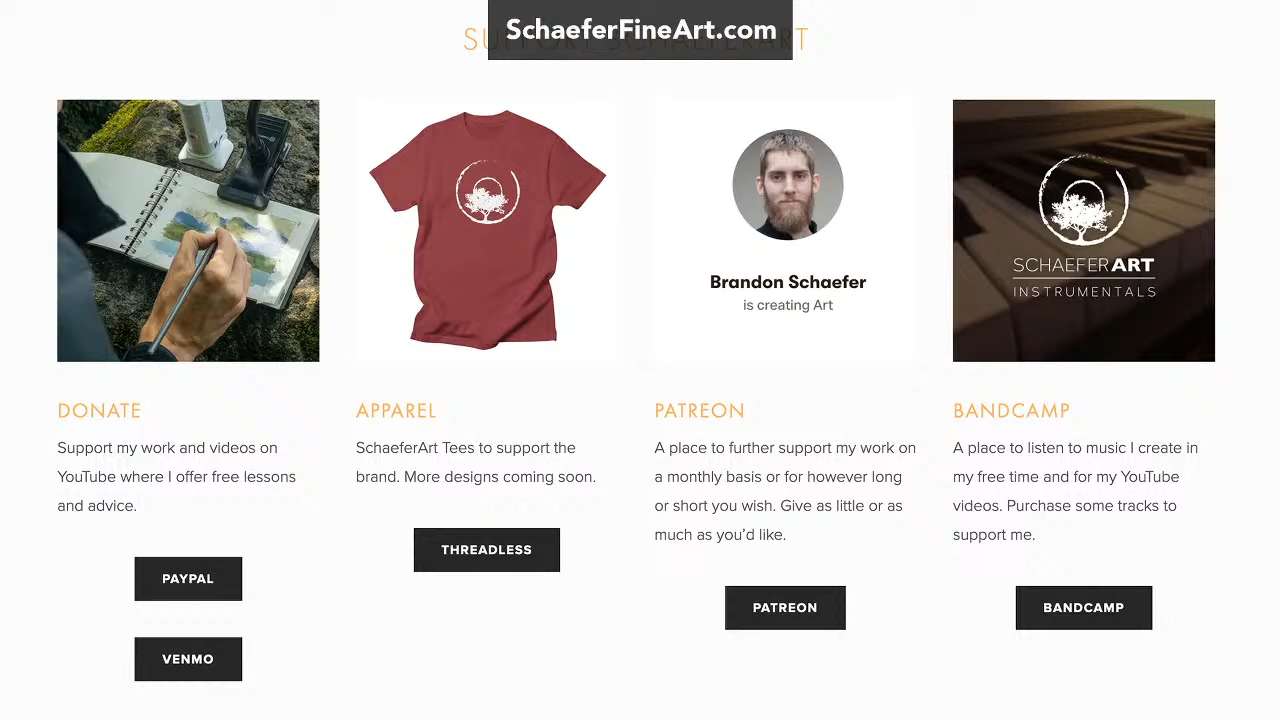 SchaeferFineArt.com
SUPPORT SCHAEFERART
SCHAEFERART
INSTRUMENTALS
Brandon Schaefer
is creating Art
DONATE
Support my work and videos on
YouTube where I offer free lessons
and advice.
PAYPAL
VENMO
APPAREL
SchaeferArt Tees to support the
brand. More designs coming soon.
THREADLESS
PATREON
A place to further support my work on
a monthly basis or for however long
or short you wish. Give as little or as
much as you'd like.
PATREON
BANDCAMP
A place to listen to music I create in
my free time and for my YouTube
videos. Purchase some tracks to
support me.
BANDCAMP